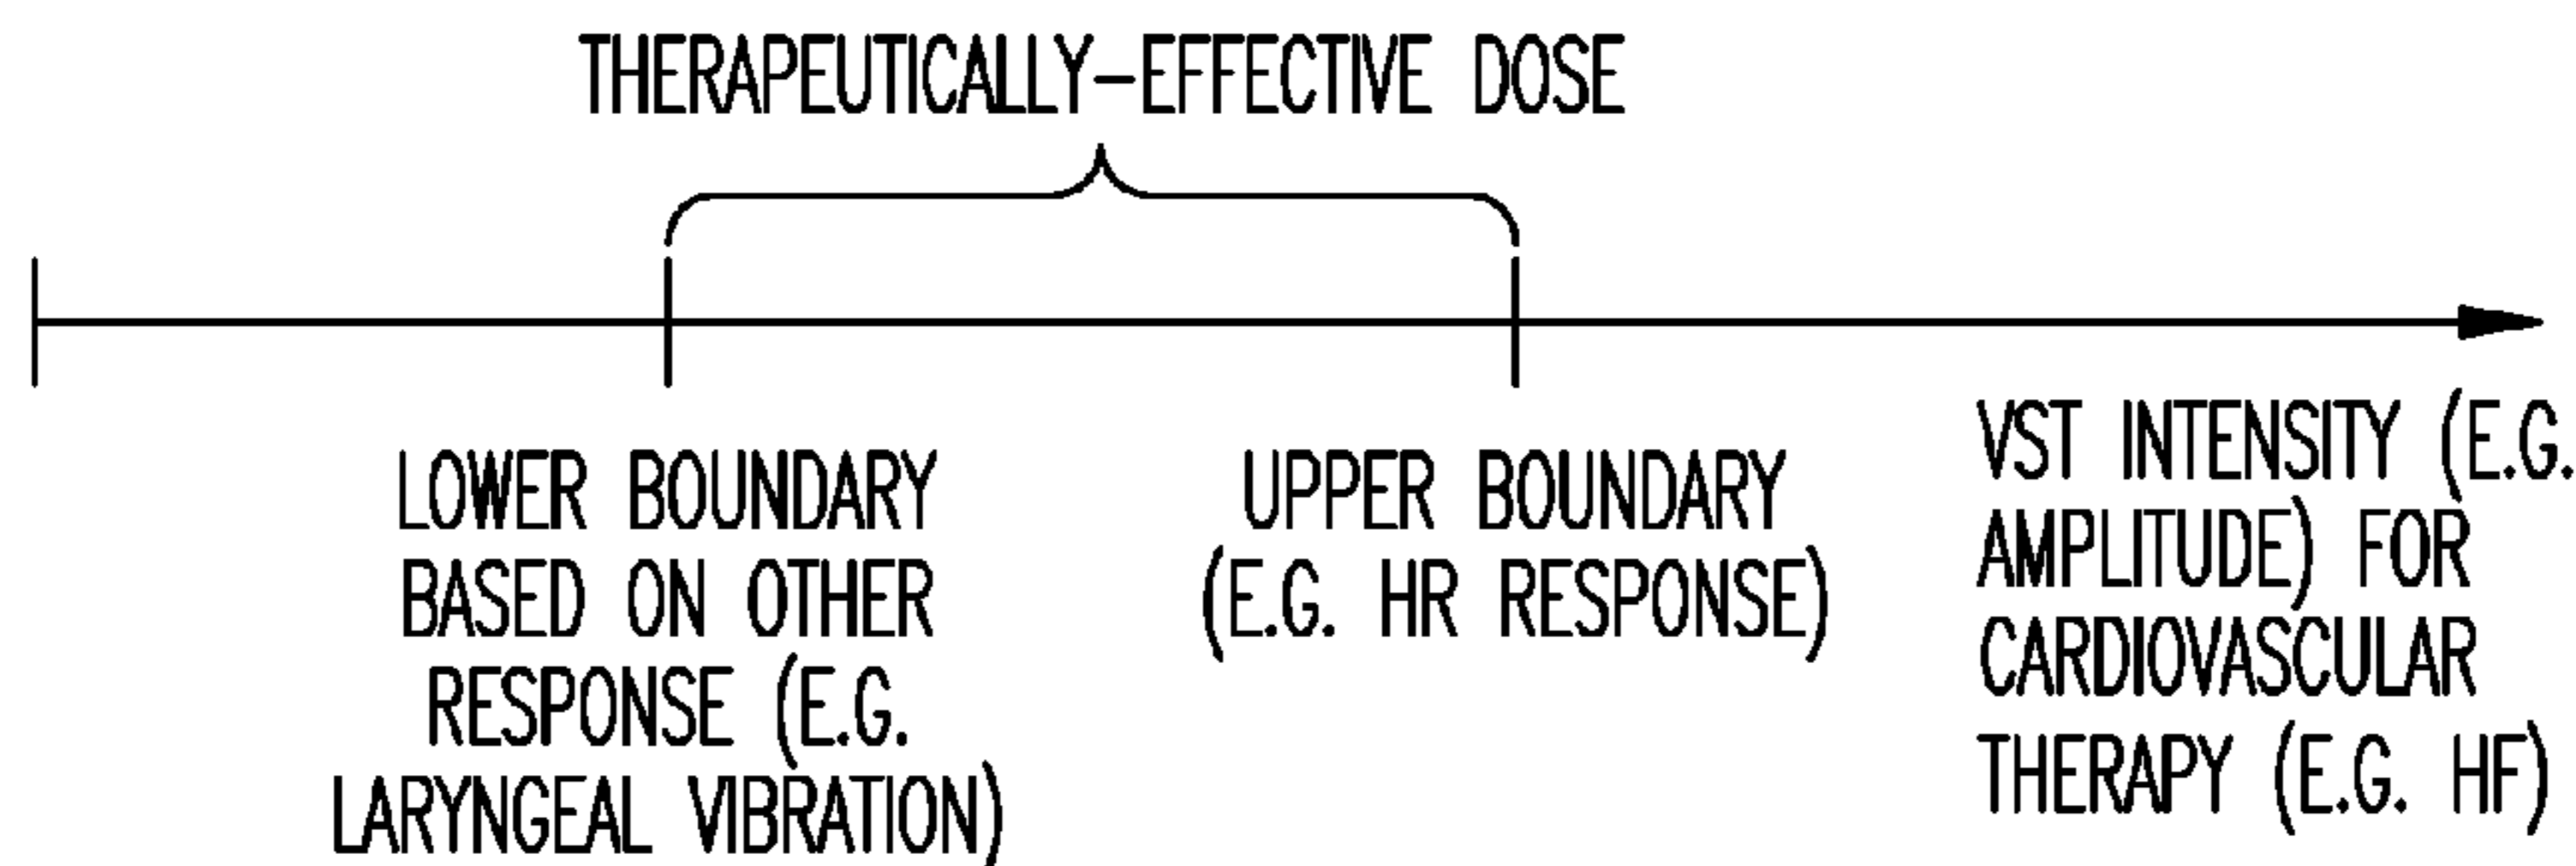 THERAPEUTICALLY-EFFECTIVE DOSE
LOWER BOUNDARY
BASED ON OTHER
RESPONSE (E.G.
LARYNGEAL VIBRATION)
UPPER BOUNDARY
(E.G. HR RESPONSE)
VST INTENSITY (E.G.
AMPLITUDE) FOR
CARDIOVASCULAR
THERAPY (E.G. HF)